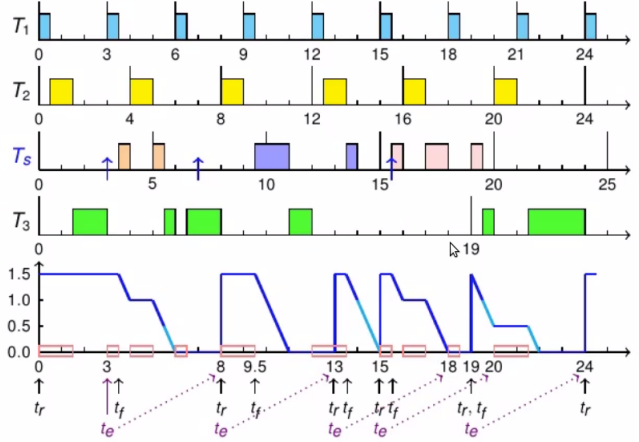 T1
0 3 6 9 12 15 18 21 24
T2
0 4 8 12 16 20 24
Ts
0 5 10 15 20 25
T3
0 19
1.5
1.0
0.5
0.0
0 3 8 9.5 13 15 18 19 20 24
tr tf tr tf tr tf tr tf tr, tf tr
te te te te te